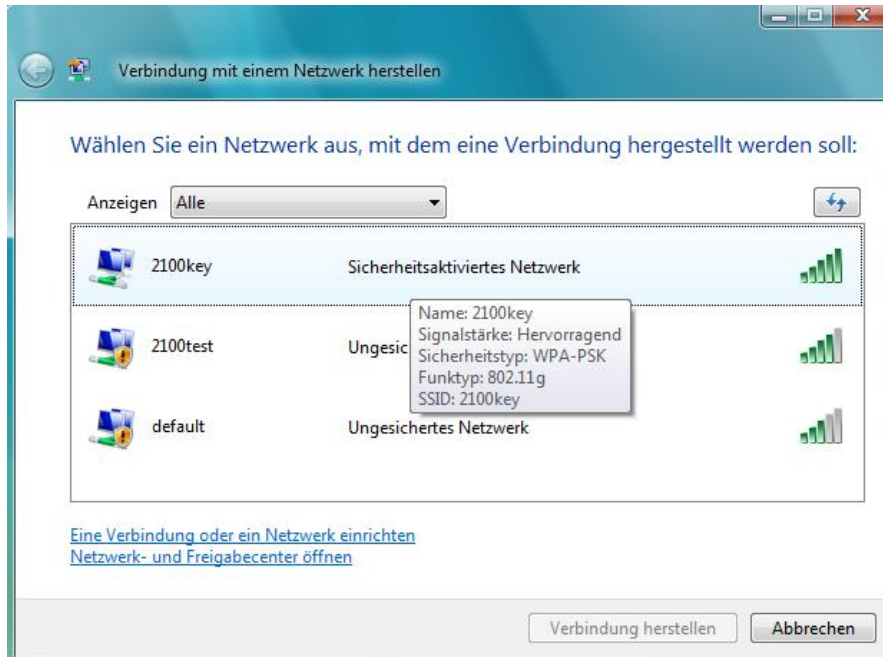 Verbindung mit einem Netzwerk herstellen
Wählen Sie ein Netzwerk aus, mit dem eine Verbindung hergestellt werden soll:
Anzeigen Alle
2100key Sicherheitsaktiviertes Netzwerk
Name: 2100key
Signalstärke: Hervorragend
Sicherheitstyp: WPA-PSK
Funktyp: 802.11g
SSID: 2100key
2100test Ungesic
default Ungesichertes Netzwerk
Eine Verbindung oder ein Netzwerk einrichten
Netzwerk- und Freigabecenter öffnen
Verbindung herstellen Abbrechen